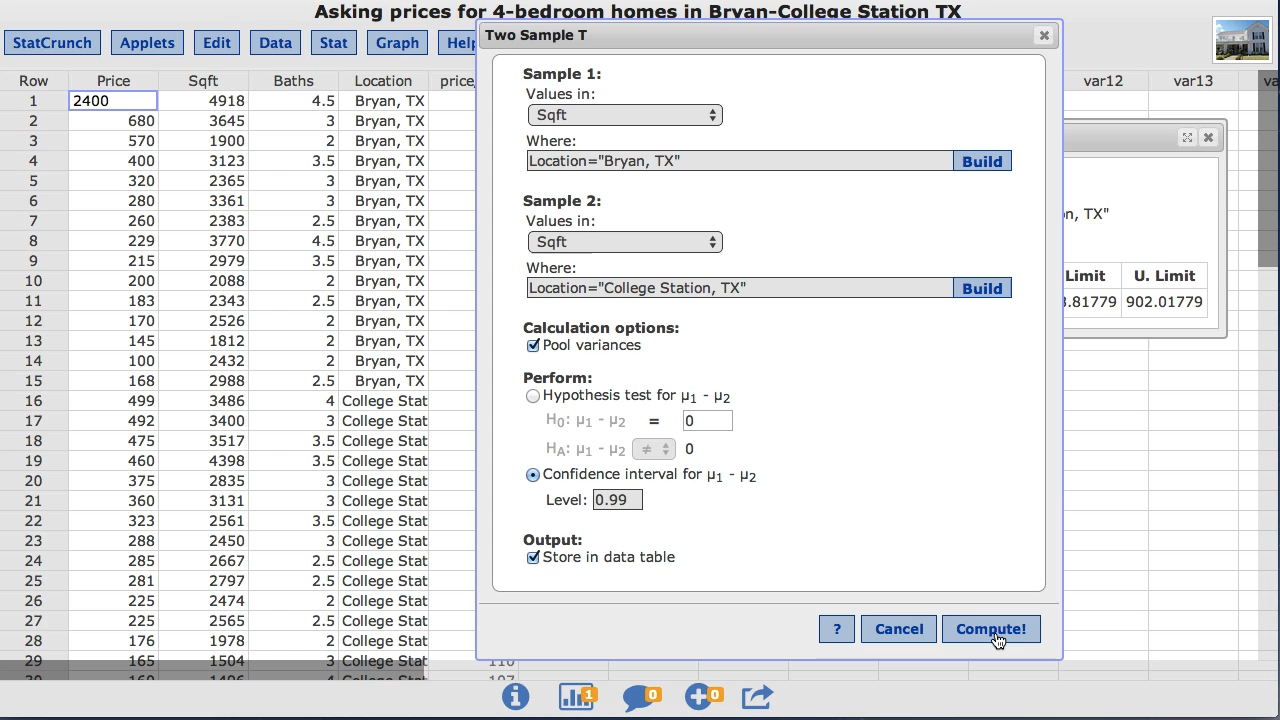 Asking prices for 4-bedroom homes in Bryan-College Station TX
StatCrunch Applets Edit Data Stat Graph Help
Two Sample T
Row Price Sqft Baths Location var12 var13
1 2400 4918 4.5 Bryan, TX
2 680 3645 3 Bryan, TX
3 570 1900 2 Bryan, TX
4 400 3123 3.5 Bryan, TX
5 320 2365 3 Bryan, TX
6 280 3361 3 Bryan, TX
7 260 2383 2.5 Bryan, TX
8 229 3770 4.5 Bryan, TX
9 215 2979 3.5 Bryan, TX
10 200 2088 2 Bryan, TX
11 183 2343 2.5 Bryan, TX
12 170 2526 2 Bryan, TX
13 145 1812 2 Bryan, TX
14 100 2432 2 Bryan, TX
15 168 2988 2.5 Bryan, TX
16 499 3486 4 College Stat
17 492 3400 3 College Stat
18 475 3517 3.5 College Stat
19 460 4398 3.5 College Stat
20 375 2835 3 College Stat
21 360 3131 3 College Stat
22 323 2561 3.5 College Stat
23 288 2450 3 College Stat
24 285 2667 2.5 College Stat
25 281 2797 2.5 College Stat
26 225 2474 2 College Stat
27 225 2565 2.5 College Stat
28 176 1978 2 College Stat
29 165 1504 3 College Stat
Sample 1:
Values in:
Sqft
Where:
Location="Bryan, TX" Build
Sample 2:
Values in:
Sqft
Where:
Location="College Station, TX" Build
Calculation options:
Pool variances
Perform:
Hypothesis test for μ1 - μ2
H0: μ1 - μ2 = 0
HA: μ1 - μ2 ≠ 0
Confidence interval for μ1 - μ2
Level: 0.99
Output:
Store in data table
? Cancel Compute!
n, TX"
Limit U. Limit
.81779 902.01779
1 0 0